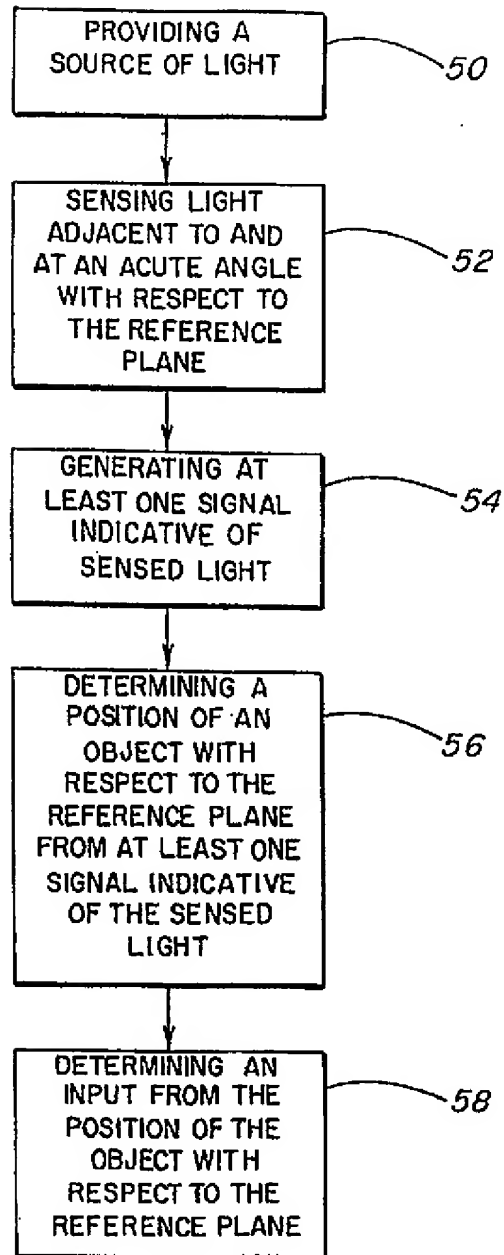 PROVIDING A
SOURCE OF LIGHT
50
SENSING LIGHT
ADJACENT TO AND
AT AN ACUTE ANGLE
WITH RESPECT TO
THE REFERENCE
PLANE
52
GENERATING AT
LEAST ONE SIGNAL
INDICATIVE OF
SENSED LIGHT
54
DETERMINING A
POSITION OF AN
OBJECT WITH
RESPECT TO THE
REFERENCE PLANE
FROM AT LEAST ONE
SIGNAL INDICATIVE
OF THE SENSED
LIGHT
56
DETERMINING AN
INPUT FROM THE
POSITION OF THE
OBJECT WITH
RESPECT TO THE
REFERENCE PLANE
58